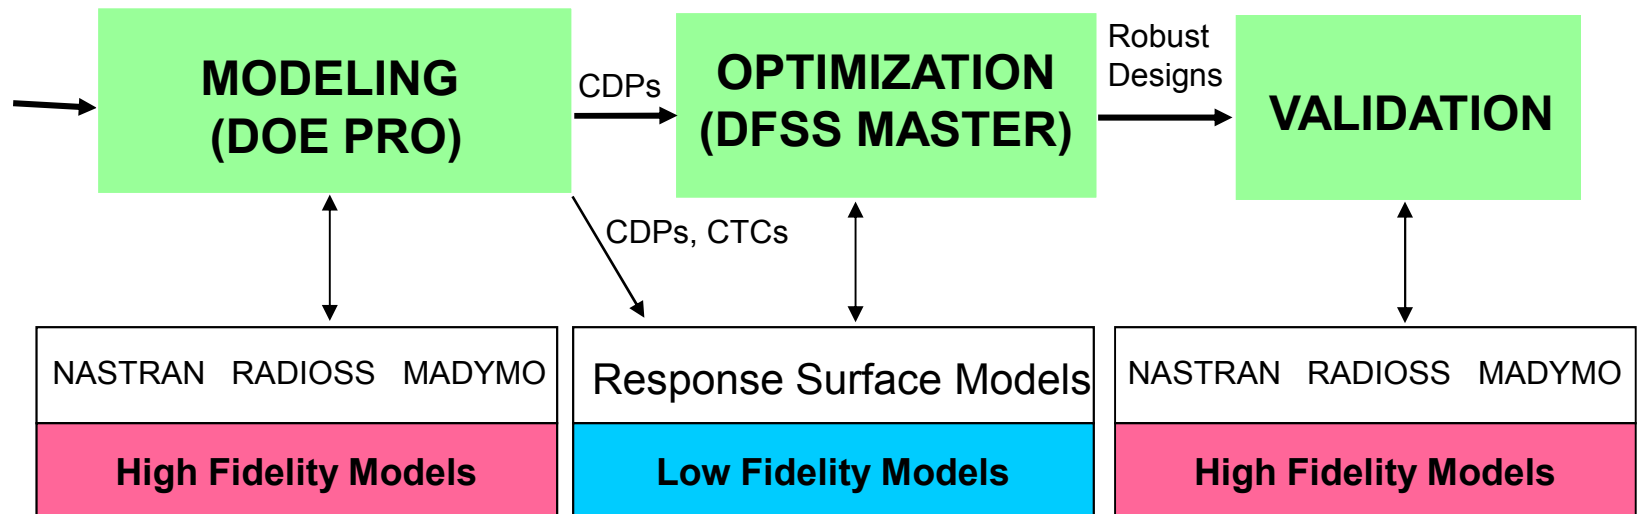 MODELING
(DOE PRO)
CDPs
OPTIMIZATION
(DFSS MASTER)
Robust
Designs
VALIDATION
CDPs, CTCs
NASTRAN RADIOSS MADYMO
High Fidelity Models
Response Surface Models
Low Fidelity Models
NASTRAN RADIOSS MADYMO
High Fidelity Models